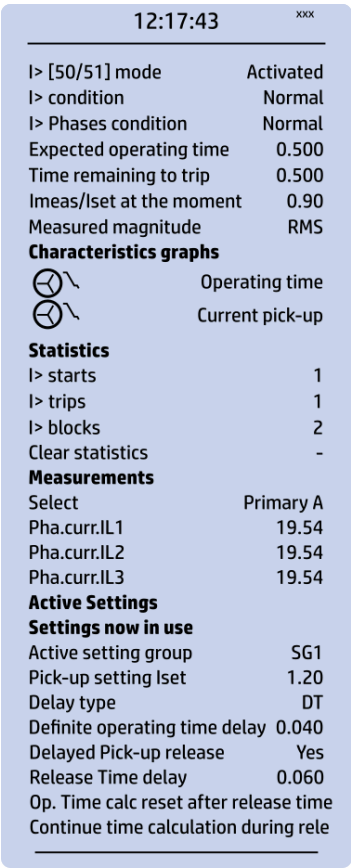 12:17:43 xxx
I> [50/51] mode Activated
I> condition Normal
I> Phases condition Normal
Expected operating time 0.500
Time remaining to trip 0.500
Imeas/Iset at the moment 0.90
Measured magnitude RMS
Characteristics graphs
Operating time
Current pick-up
Statistics
I> starts 1
I> trips 1
I> blocks 2
Clear statistics -
Measurements
Select Primary A
Pha.curr.IL1 19.54
Pha.curr.IL2 19.54
Pha.curr.IL3 19.54
Active Settings
Settings now in use
Active setting group SG1
Pick-up setting Iset 1.20
Delay type DT
Definite operating time delay 0.040
Delayed Pick-up release Yes
Release Time delay 0.060
Op. Time calc reset after release time
Continue time calculation during rele